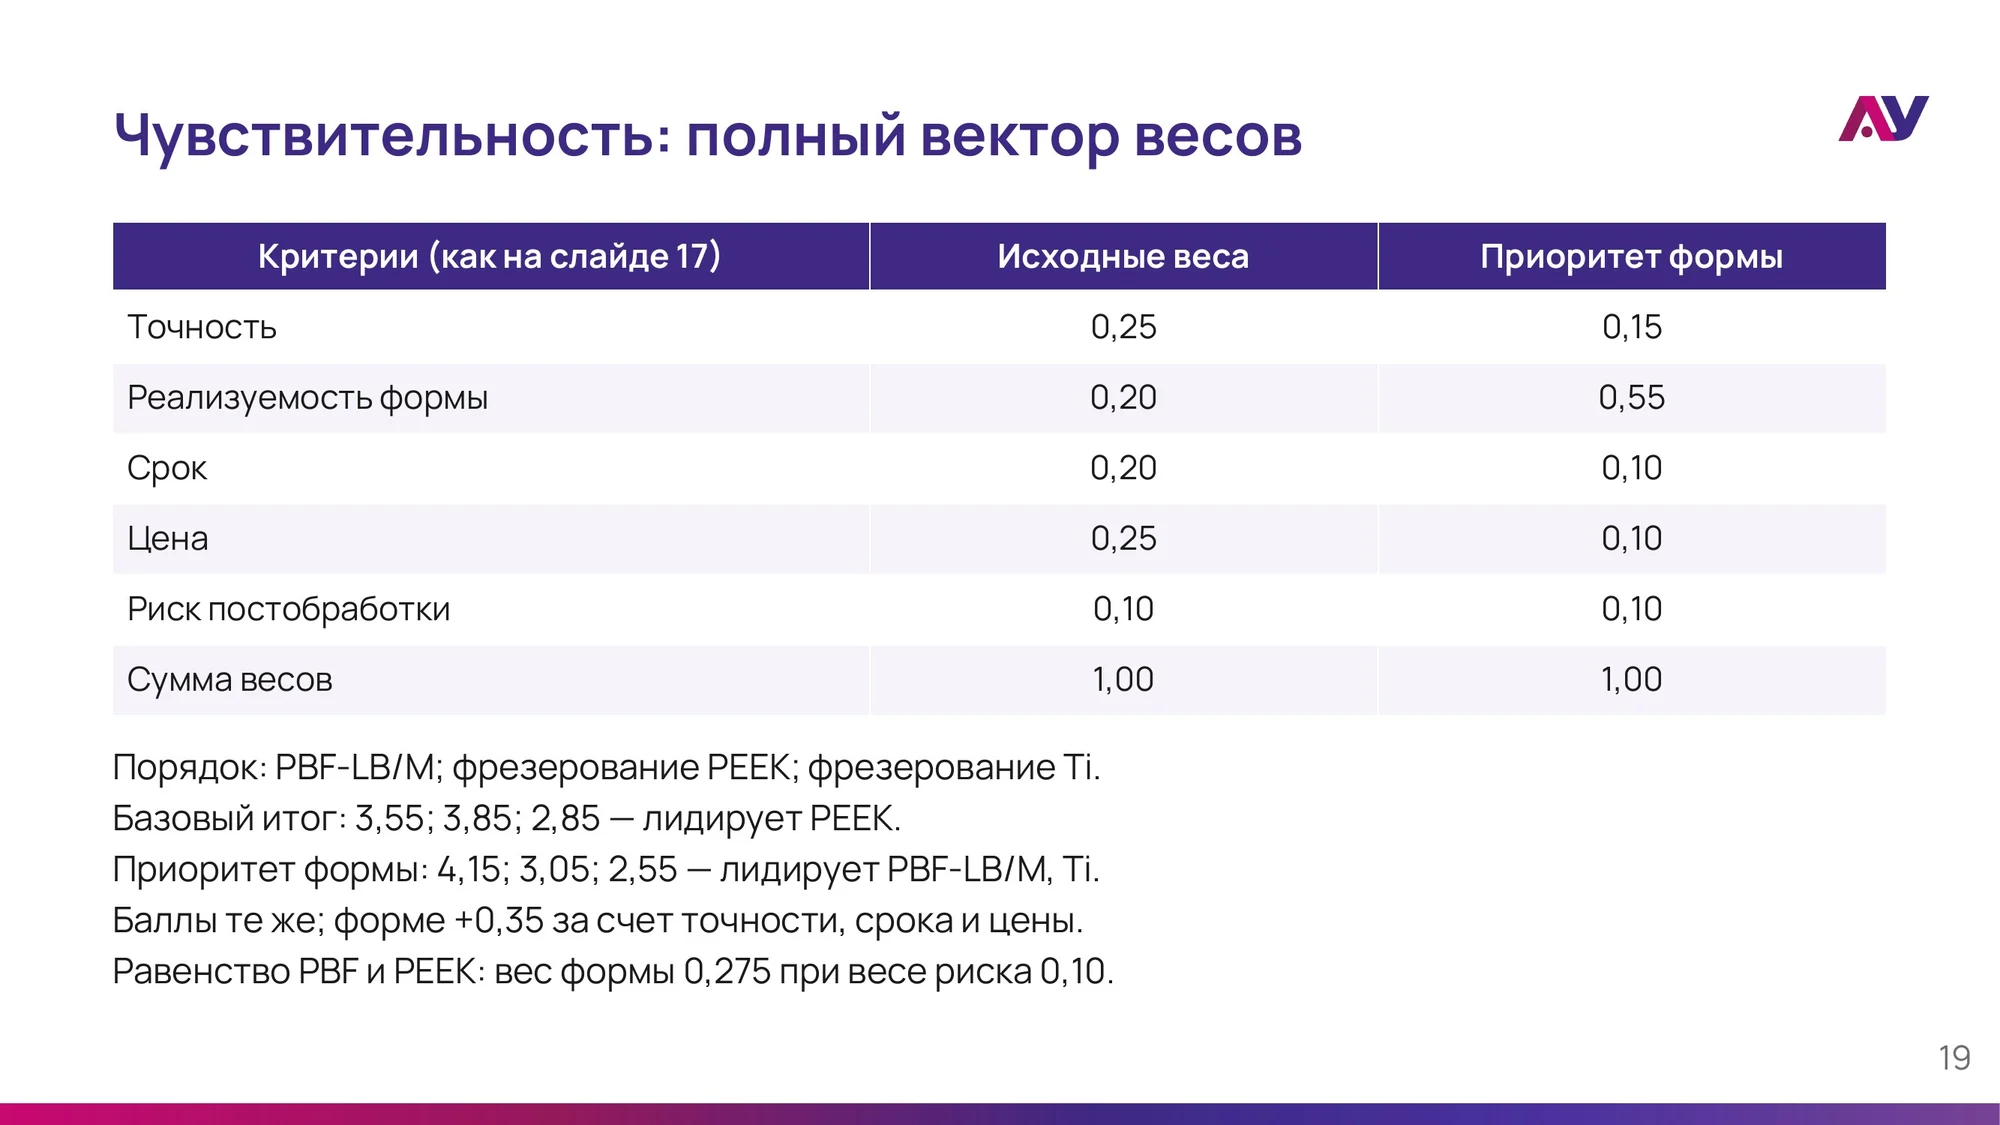 Чувствительность: полный вектор весов
АУ
Критерии (как на слайде 17) Исходные веса Приоритет формы
Точность 0,25 0,15
Реализуемость формы 0,20 0,55
Срок 0,20 0,10
Цена 0,25 0,10
Риск постобработки 0,10 0,10
Сумма весов 1,00 1,00
Порядок: PBF-LB/M; фрезерование PEEK; фрезерование Ti.
Базовый итог: 3,55; 3,85; 2,85 — лидирует PEEK.
Приоритет формы: 4,15; 3,05; 2,55 — лидирует PBF-LB/M, Ti.
Баллы те же; форме +0,35 за счет точности, срока и цены.
Равенство PBF и PEEK: вес формы 0,275 при весе риска 0,10.
19